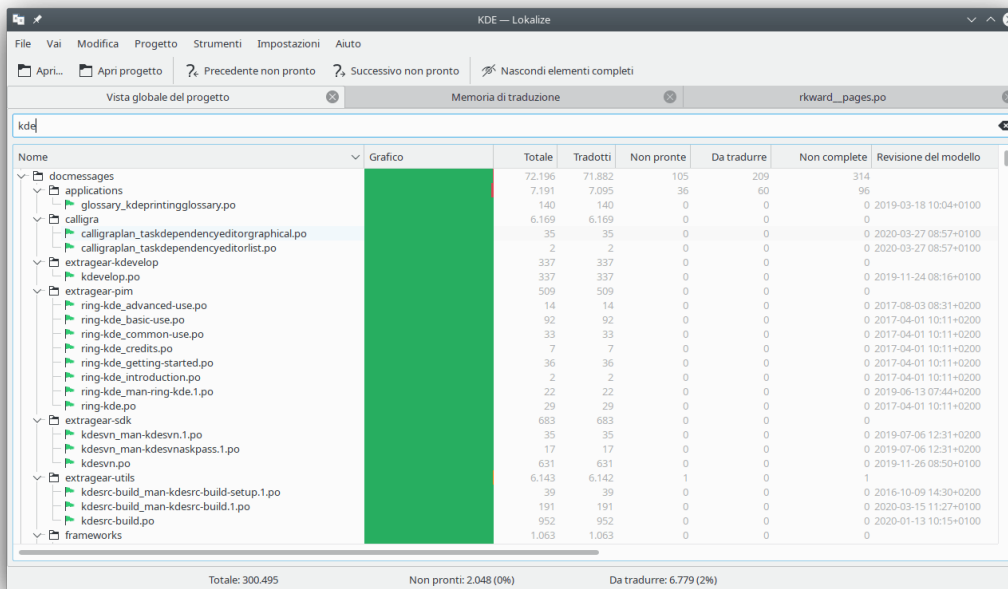 KDE — Lokalize
File Vai Modifica Progetto Strumenti Impostazioni Aiuto
Apri... Apri progetto Precedente non pronto Successivo non pronto Nascondi elementi completi
Vista globale del progetto Memoria di traduzione rkward__pages.po
kde
Nome Grafico Totale Tradotti Non pronte Da tradurre Non complete Revisione del modello
docmessages 72.196 71.882 105 209 314
applications 7.191 7.095 36 60 96
glossary_kdeprintingglossary.po 140 140 0 0 0 2019-03-18 10:04+0100
calligra 6.169 6.169 0 0 0
calligraplan_taskdependencyeditorgraphical.po 35 35 0 0 0 2020-03-27 08:57+0100
calligraplan_taskdependencyeditorlist.po 2 2 0 0 0 2020-03-27 08:57+0100
extragear-kdevelop 337 337 0 0 0
kdevelop.po 337 337 0 0 0 2019-11-24 08:16+0100
extragear-pim 509 509 0 0 0
ring-kde_advanced-use.po 14 14 0 0 0 2017-08-03 08:31+0200
ring-kde_basic-use.po 92 92 0 0 0 2017-04-01 10:11+0200
ring-kde_common-use.po 33 33 0 0 0 2017-04-01 10:11+0200
ring-kde_credits.po 7 7 0 0 0 2017-04-01 10:11+0200
ring-kde_getting-started.po 36 36 0 0 0 2017-04-01 10:11+0200
ring-kde_introduction.po 2 2 0 0 0 2017-04-01 10:11+0200
ring-kde_man-ring-kde.1.po 22 22 0 0 0 2019-06-13 07:44+0200
ring-kde.po 29 29 0 0 0 2017-04-01 10:11+0200
extragear-sdk 683 683 0 0 0
kdesvn_man-kdesvn.1.po 35 35 0 0 0 2019-07-06 12:31+0200
kdesvn_man-kdesvnaskpass.1.po 17 17 0 0 0 2019-07-06 12:31+0200
kdesvn.po 631 631 0 0 0 2019-11-26 08:50+0100
extragear-utils 6.143 6.142 1 0 1
kdesrc-build_man-kdesrc-build-setup.1.po 39 39 0 0 0 2016-10-09 14:30+0200
kdesrc-build_man-kdesrc-build.1.po 191 191 0 0 0 2020-03-15 11:27+0100
kdesrc-build.po 952 952 0 0 0 2020-01-13 10:15+0100
frameworks 1.063 1.063 0 0 0
Totale: 300.495 Non pronti: 2.048 (0%) Da tradurre: 6.779 (2%)